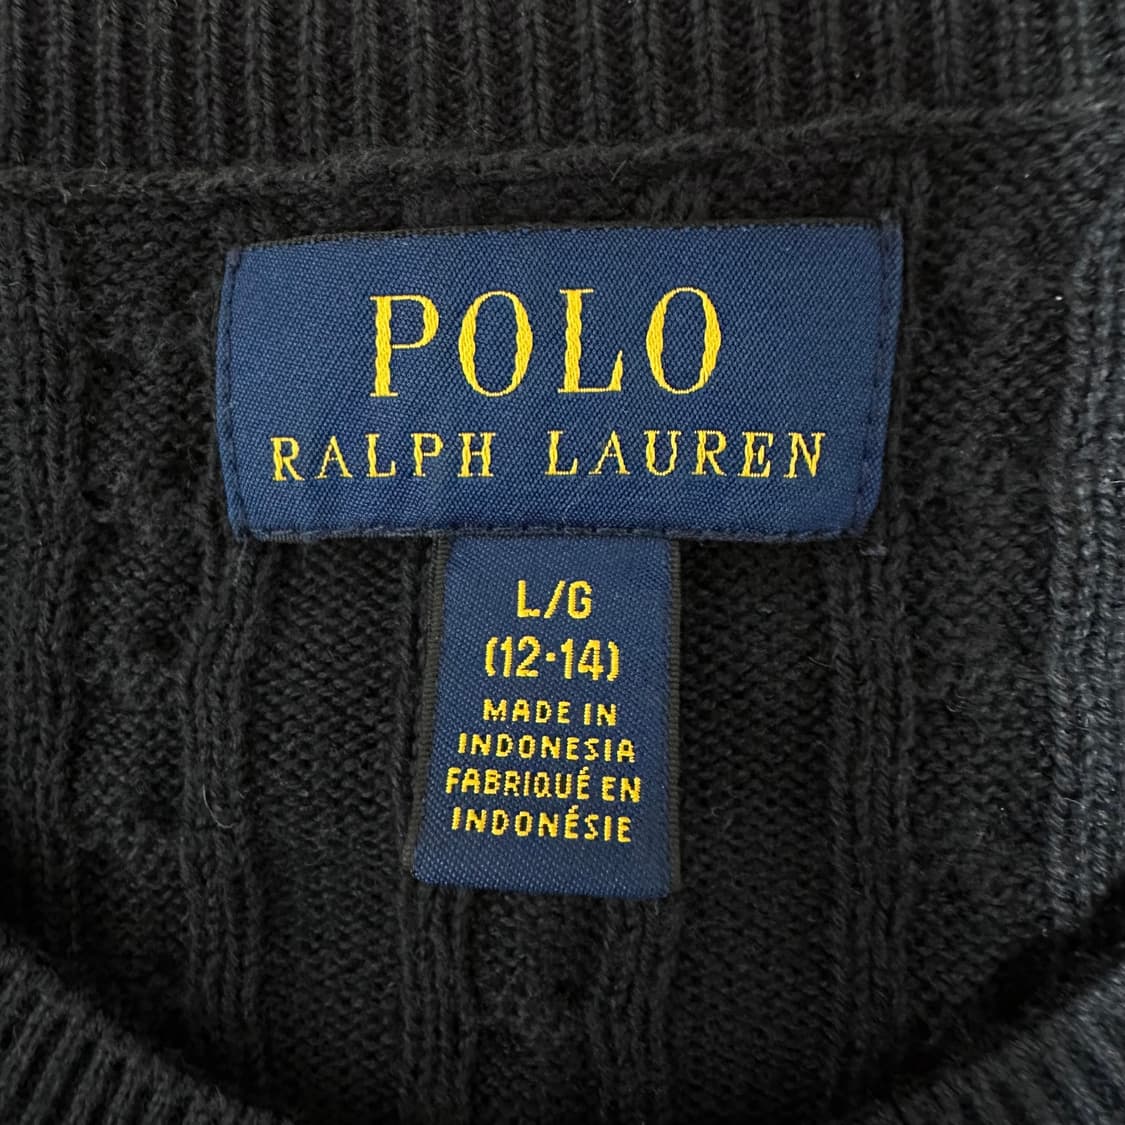 POLO
RALPH LAUREN
L/G
(12-14)
MADE IN
INDONESIA
FABRIQUÉ EN
INDONÉSIE